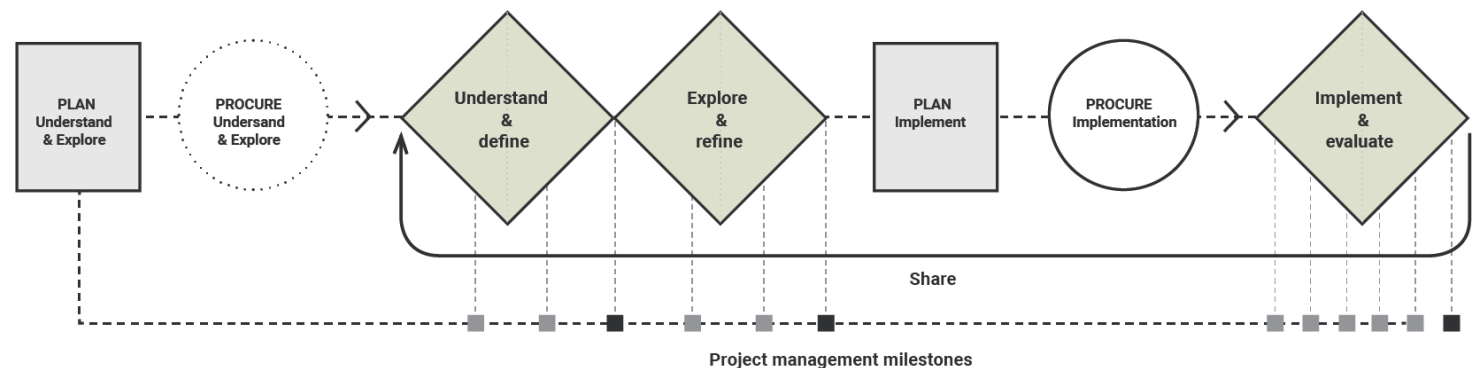 PLAN
Understand
& Explore
PROCURE
Undersand
& Explore
Understand
&
define
Explore
&
refine
PLAN
Implement
PROCURE
Implementation
Implement
&
evaluate
Share
Project management milestones